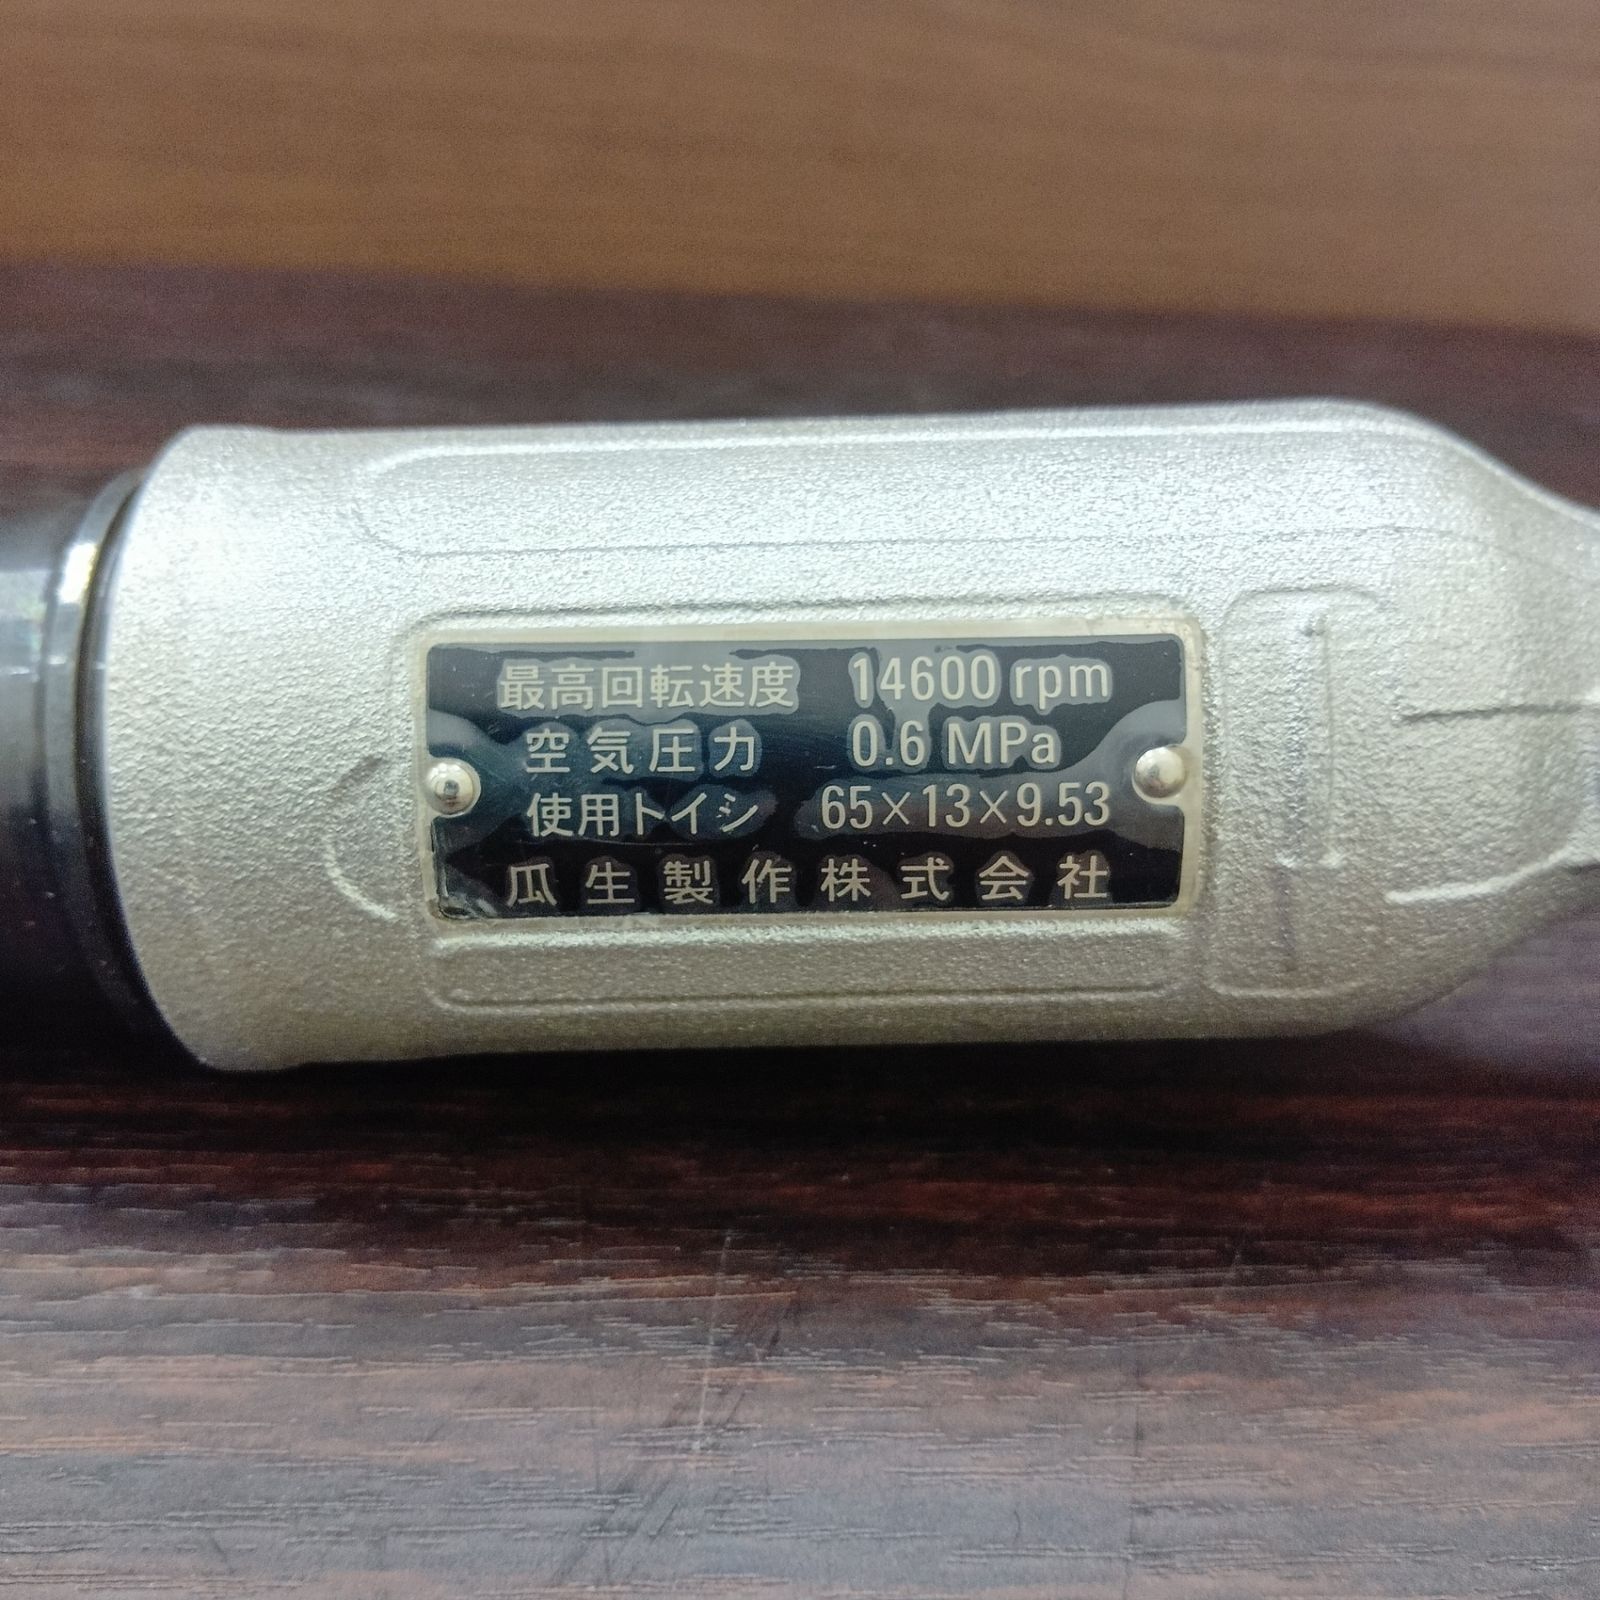 最高回転速度 14600 rpm
空気圧力 0.6 MPa
使用トイシ 65×13×9.53
瓜生製作株式会社